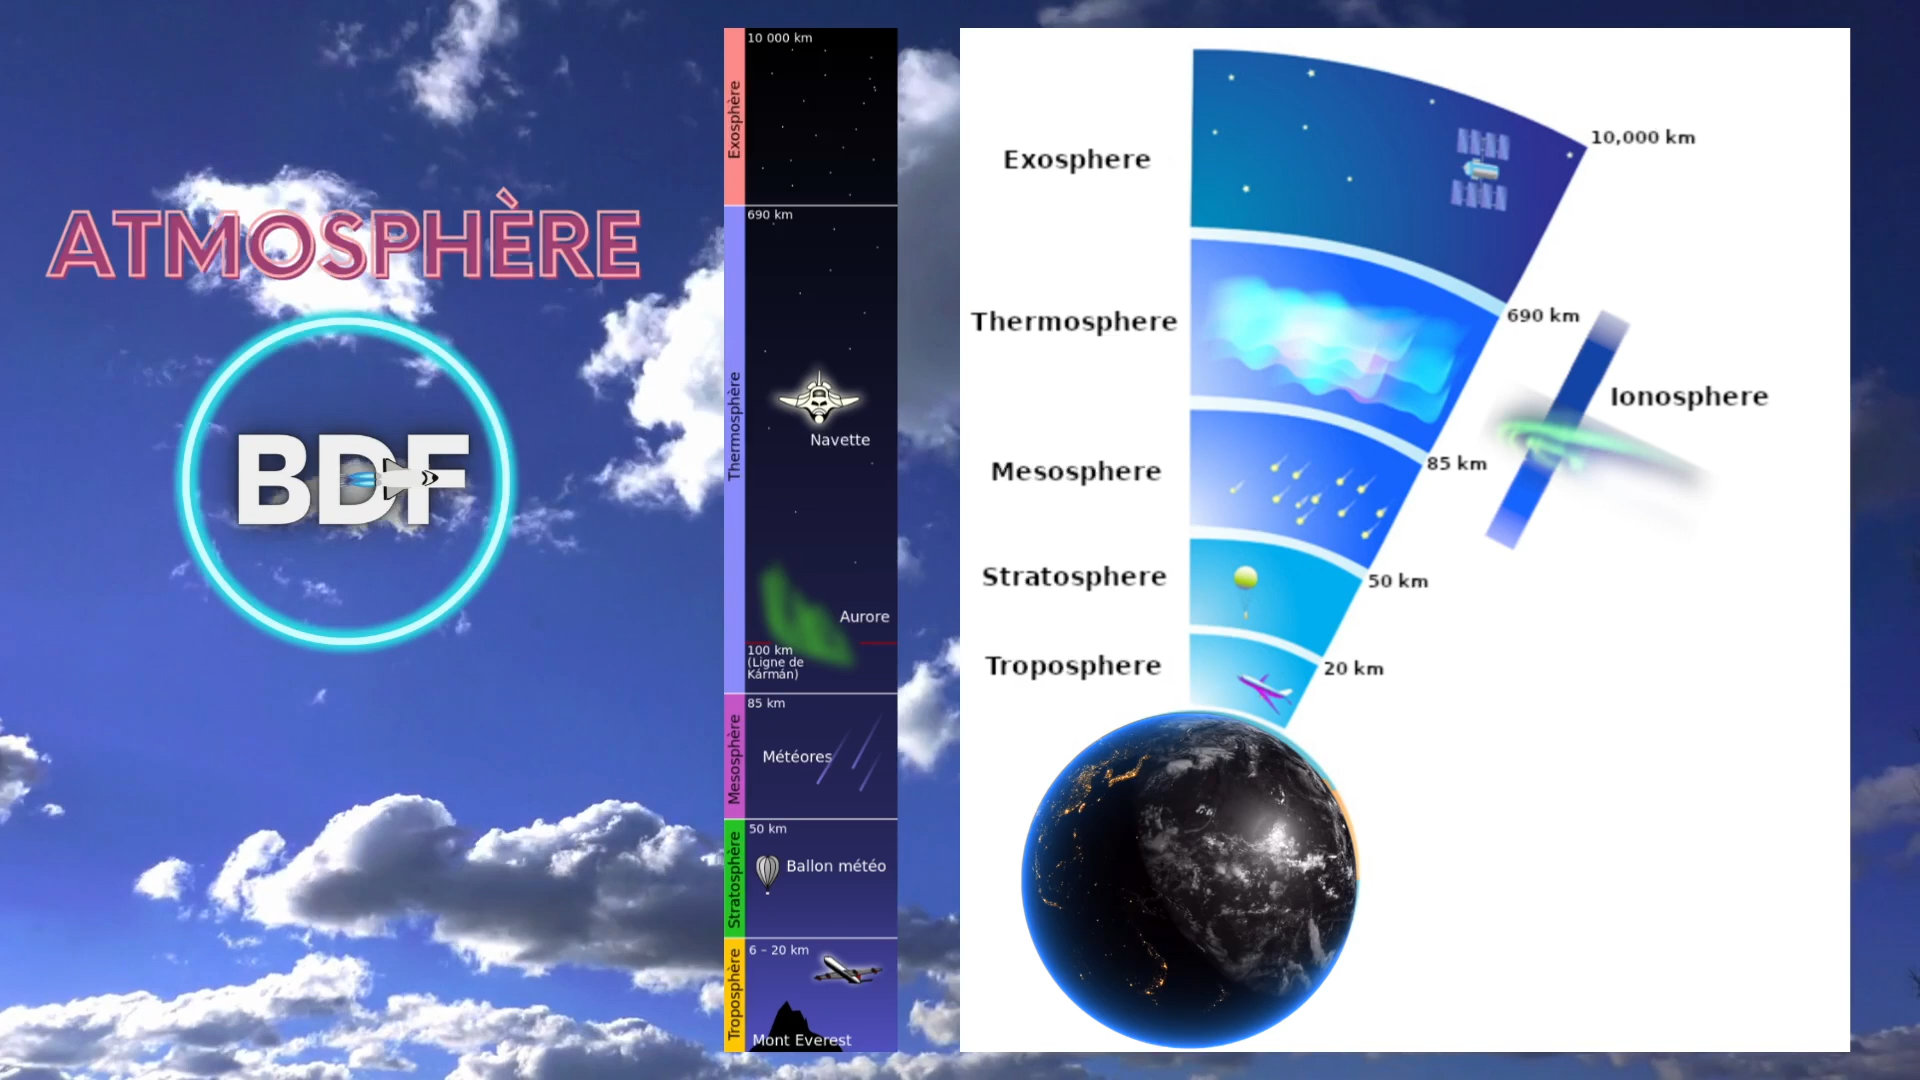 ATMOSPHÈRE
BDF
10 000 km
Exosphère
690 km
Thermosphère
Navette
Aurore
100 km
(Ligne de
Kármán)
85 km
Mesosphère
Météores
50 km
Stratosphère
Ballon météo
6 – 20 km
Troposphère
Mont Everest
10,000 km
Exosphere
690 km
Thermosphere
Ionosphere
85 km
Mesosphere
50 km
Stratosphere
20 km
Troposphere